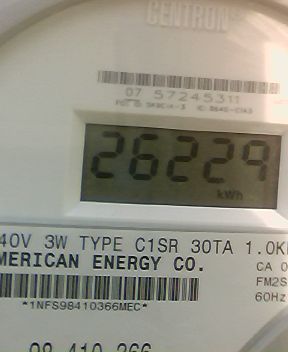 CENTRON
07 57245311
26229
kWh
40V 3W TYPE C1SR 30TA 1.0K
MERICAN ENERGY CO.
CA 0
FM2S
60Hz
*1NFS98410366MEC*